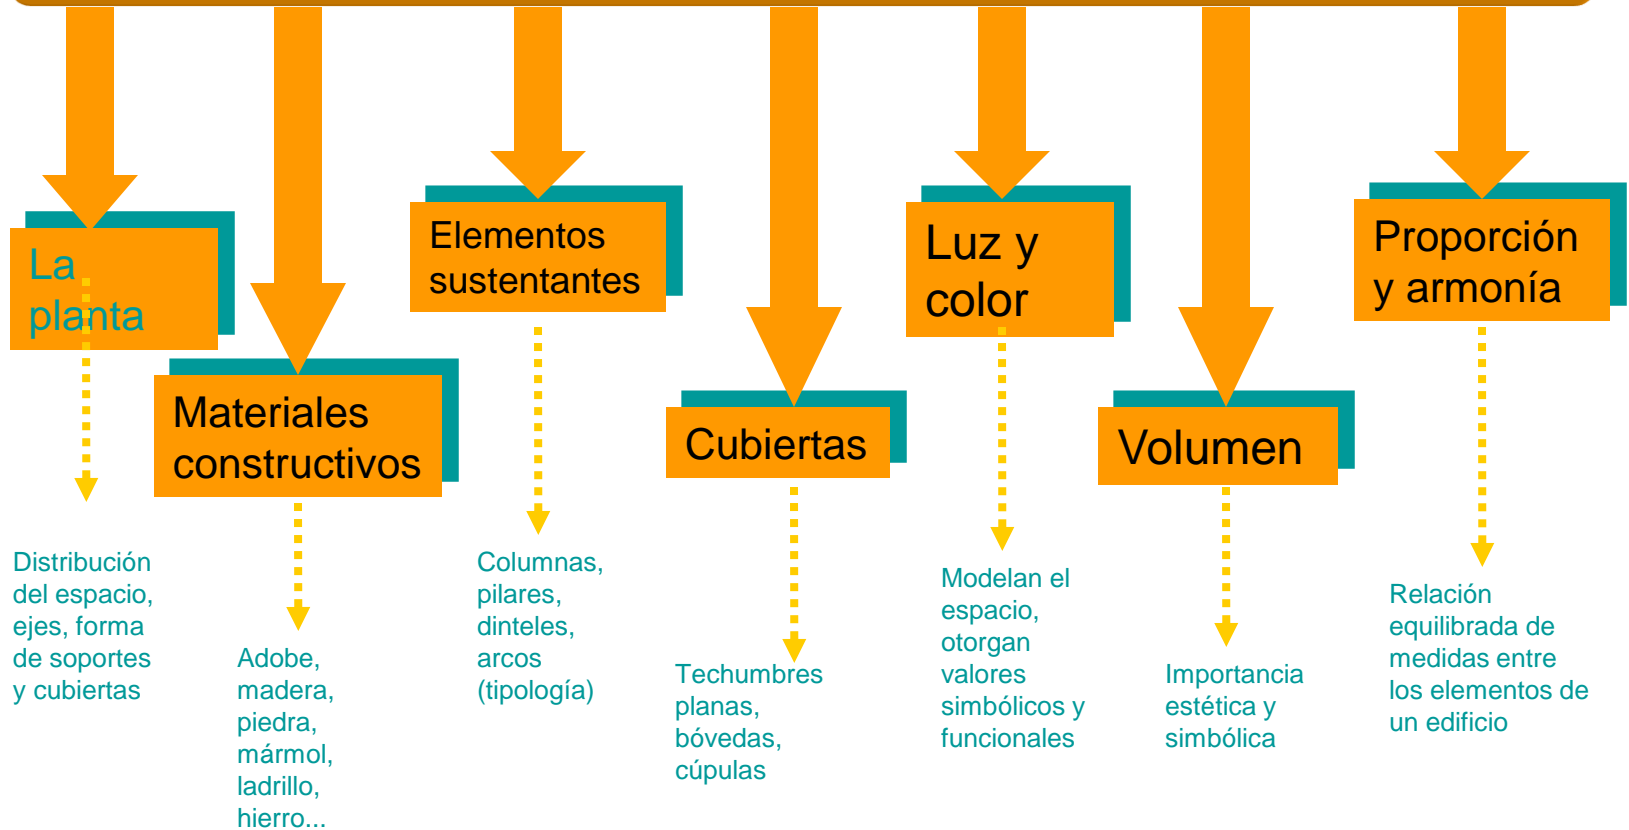 La
planta
Materiales
constructivos
Elementos
sustentantes
Cubiertas
Luz y
color
Volumen
Proporción
y armonía
Distribución
del espacio,
ejes, forma
de soportes
y cubiertas
Adobe,
madera,
piedra,
mármol,
ladrillo,
hierro...
Columnas,
pilares,
dinteles,
arcos
(tipología)
Techumbres
planas,
bóvedas,
cúpulas
Modelan el
espacio,
otorgan
valores
simbólicos y
funcionales
Importancia
estética y
simbólica
Relación
equilibrada de
medidas entre
los elementos de
un edificio